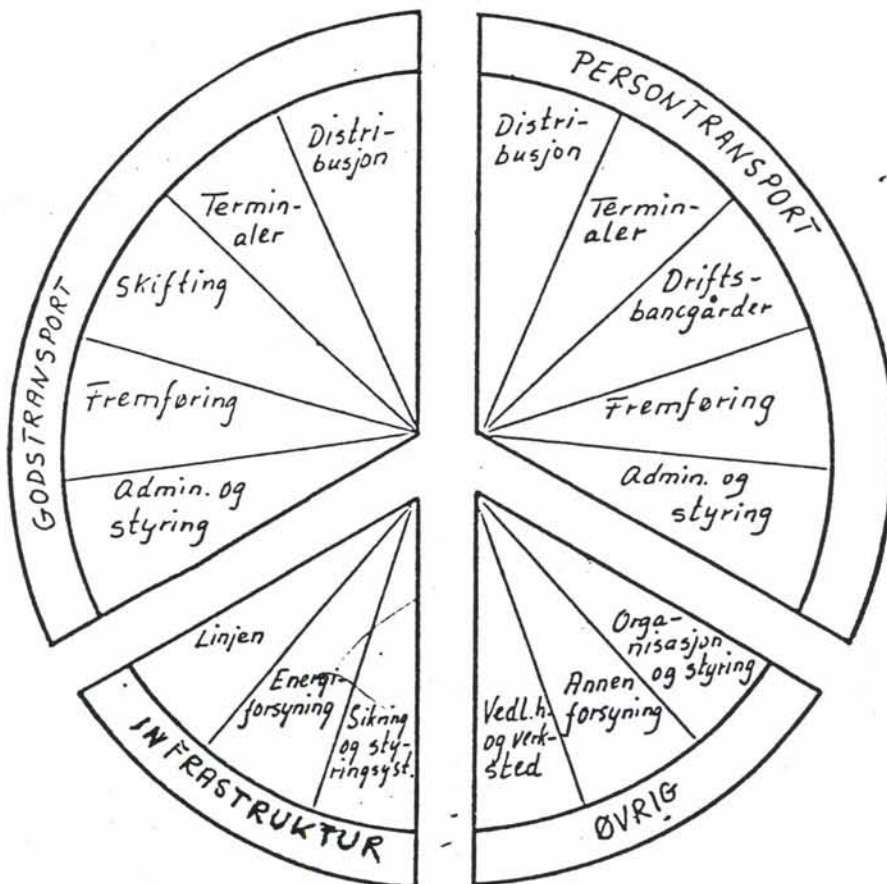 GODSTRANSPORT
Distri-
busjon
Termin-
aler
Skifting
Fremføring
Admin. og
styring
PERSONTRANSPORT
Distri-
busjon
Termin-
aler
Drifts-
banegårder
Fremføring
Admin. og
styring
INFRASTRUKTUR
Linjen
Energi-
forsyning
Sikring
og sty-
ringsyst.
ØVRIG
Vedl.h.
og verk-
sted
Annen
forsyning
Orga-
nisasjon
og styring